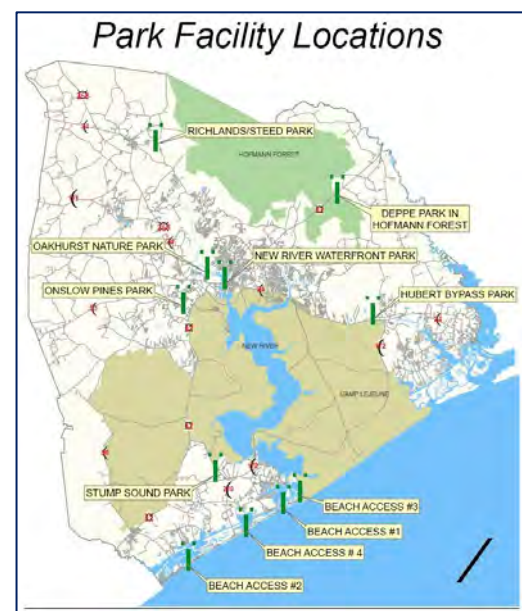 Park Facility Locations
RICHLANDS/STEED PARK
HOFMANN FOREST
DEPPE PARK IN
HOFMANN FOREST
OAKHURST NATURE PARK
NEW RIVER WATERFRONT PARK
ONSLOW PINES PARK
HUBERT BYPASS PARK
NEW RIVER
CAMP LEJEUNE
STUMP SOUND PARK
BEACH ACCESS #3
BEACH ACCESS #1
BEACH ACCESS # 4
BEACH ACCESS #2